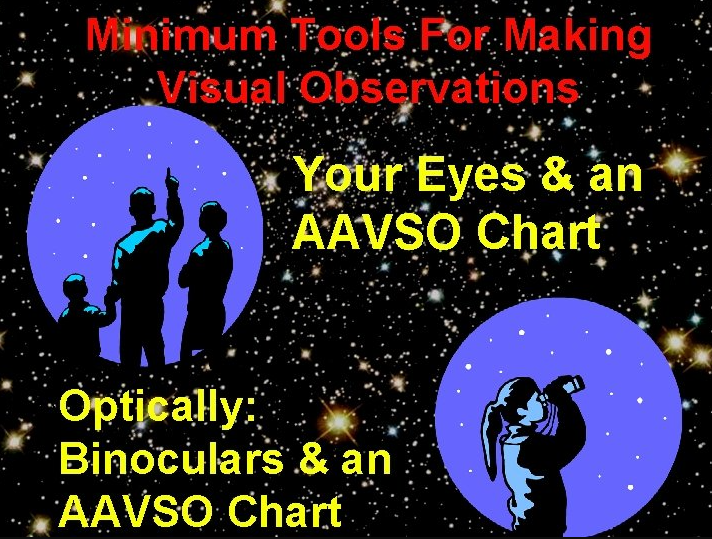 Minimum Tools For Making
Visual Observations
Your Eyes & an
AAVSO Chart
Optically:
Binoculars & an
AAVSO Chart